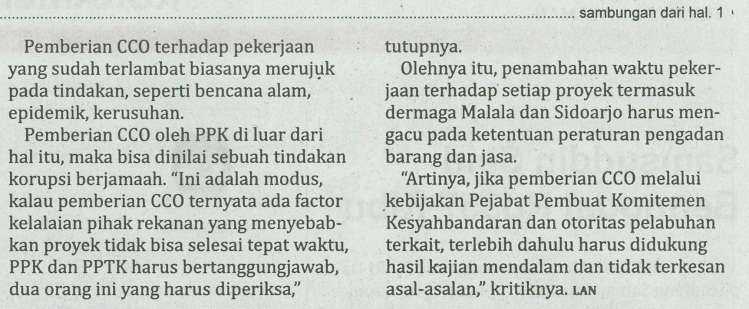 sambungan dari hal. 1
Pemberian CCO terhadap pekerjaan
yang sudah terlambat biasanya merujuk
pada tindakan, seperti bencana alam,
epidemik, kerusuhan.
Pemberian CCO oleh PPK di luar dari
hal itu, maka bisa dinilai sebuah tindakan
korupsi berjamaah. “Ini adalah modus,
kalau pemberian CCO ternyata ada factor
kelalaian pihak rekanan yang menyebab-
kan proyek tidak bisa selesai tepat waktu,
PPK dan PPTK harus bertanggungjawab,
dua orang ini yang harus diperiksa,”
tutupnya.
Olehnya itu, penambahan waktu peker-
jaan terhadap setiap proyek termasuk
dermaga Malala dan Sidoarjo harus men-
gacu pada ketentuan peraturan pengadan
barang dan jasa.
“Artinya, jika pemberian CCO melalui
kebijakan Pejabat Pembuat Komitemen
Kesyahbandaran dan otoritas pelabuhan
terkait, terlebih dahulu harus didukung
hasil kajian mendalam dan tidak terkesan
asal-asalan,” kritiknya. LAN